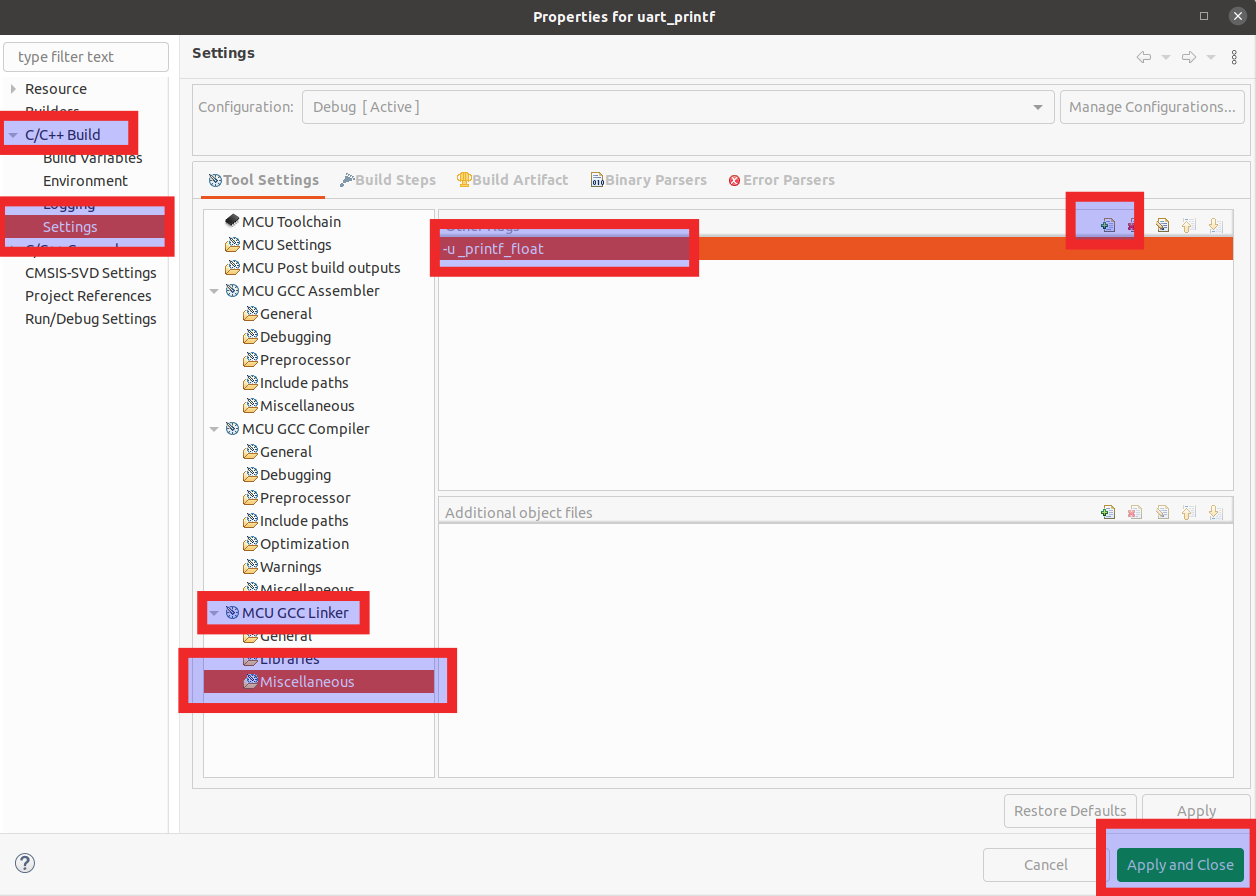 Properties for uart_printf
type filter text
Resource
Builders
C/C++ Build
Build Variables
Environment
Logging
Settings
C/C++ General
CMSIS-SVD Settings
Project References
Run/Debug Settings
Settings
Configuration:
Debug [ Active ]
Manage Configurations...
Tool Settings
Build Steps
Build Artifact
Binary Parsers
Error Parsers
MCU Toolchain
MCU Settings
MCU Post build outputs
MCU GCC Assembler
General
Debugging
Preprocessor
Include paths
Miscellaneous
MCU GCC Compiler
General
Debugging
Preprocessor
Include paths
Optimization
Warnings
Miscellaneous
MCU GCC Linker
General
Libraries
Miscellaneous
Other flags
-u _printf_float
Additional object files
Restore Defaults
Apply
Cancel
Apply and Close